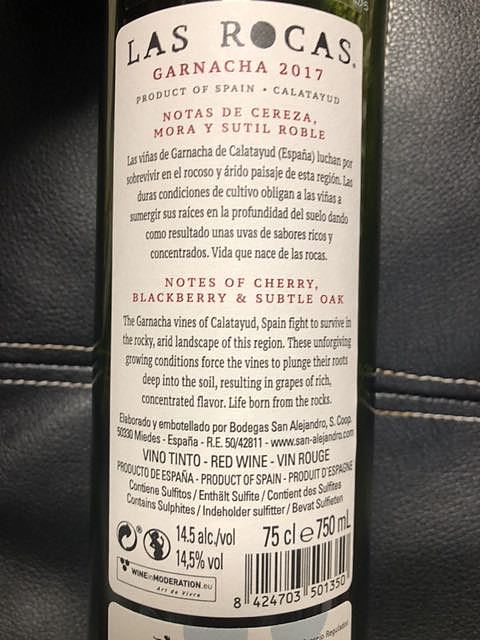 LAS ROCAS.
GARNACHA 2017
PRODUCT OF SPAIN • CALATAYUD
NOTAS DE CEREZA,
MORA Y SUTIL ROBLE
Las viñas de Garnacha de Calatayud (España) luchan por
sobrevivir en el rocoso y árido paisaje de esta región. Las
duras condiciones de cultivo obligan a las viñas a
sumergir sus raíces en la profundidad del suelo dando
como resultado unas uvas de sabores ricos y
concentrados. Vida que nace de las rocas.
NOTES OF CHERRY,
BLACKBERRY & SUBTLE OAK
The Garnacha vines of Calatayud, Spain fight to survive in
the rocky, arid landscape of this region. These unforgiving
growing conditions force the vines to plunge their roots
deep into the soil, resulting in grapes of rich,
concentrated flavor. Life born from the rocks.
Elaborado y embotellado por Bodegas San Alejandro, S. Coop.
50330 Miedes - España - R.E. 50/42811 - www.san-alejandro.com
VINO TINTO - RED WINE - VIN ROUGE
PRODUCTO DE ESPAÑA - PRODUCT OF SPAIN - PRODUIT D'ESPAGNE
Contiene Sulfitos / Enthält Sulfite / Contient des Sulfites
Contains Sulphites / Indeholder sulfitter / Bevat Sulfieten
14.5 alc./vol 75 cl e 750 mL
14,5% vol
WINEinMODERATION.eu
Art de Vivre
8 424703 501350